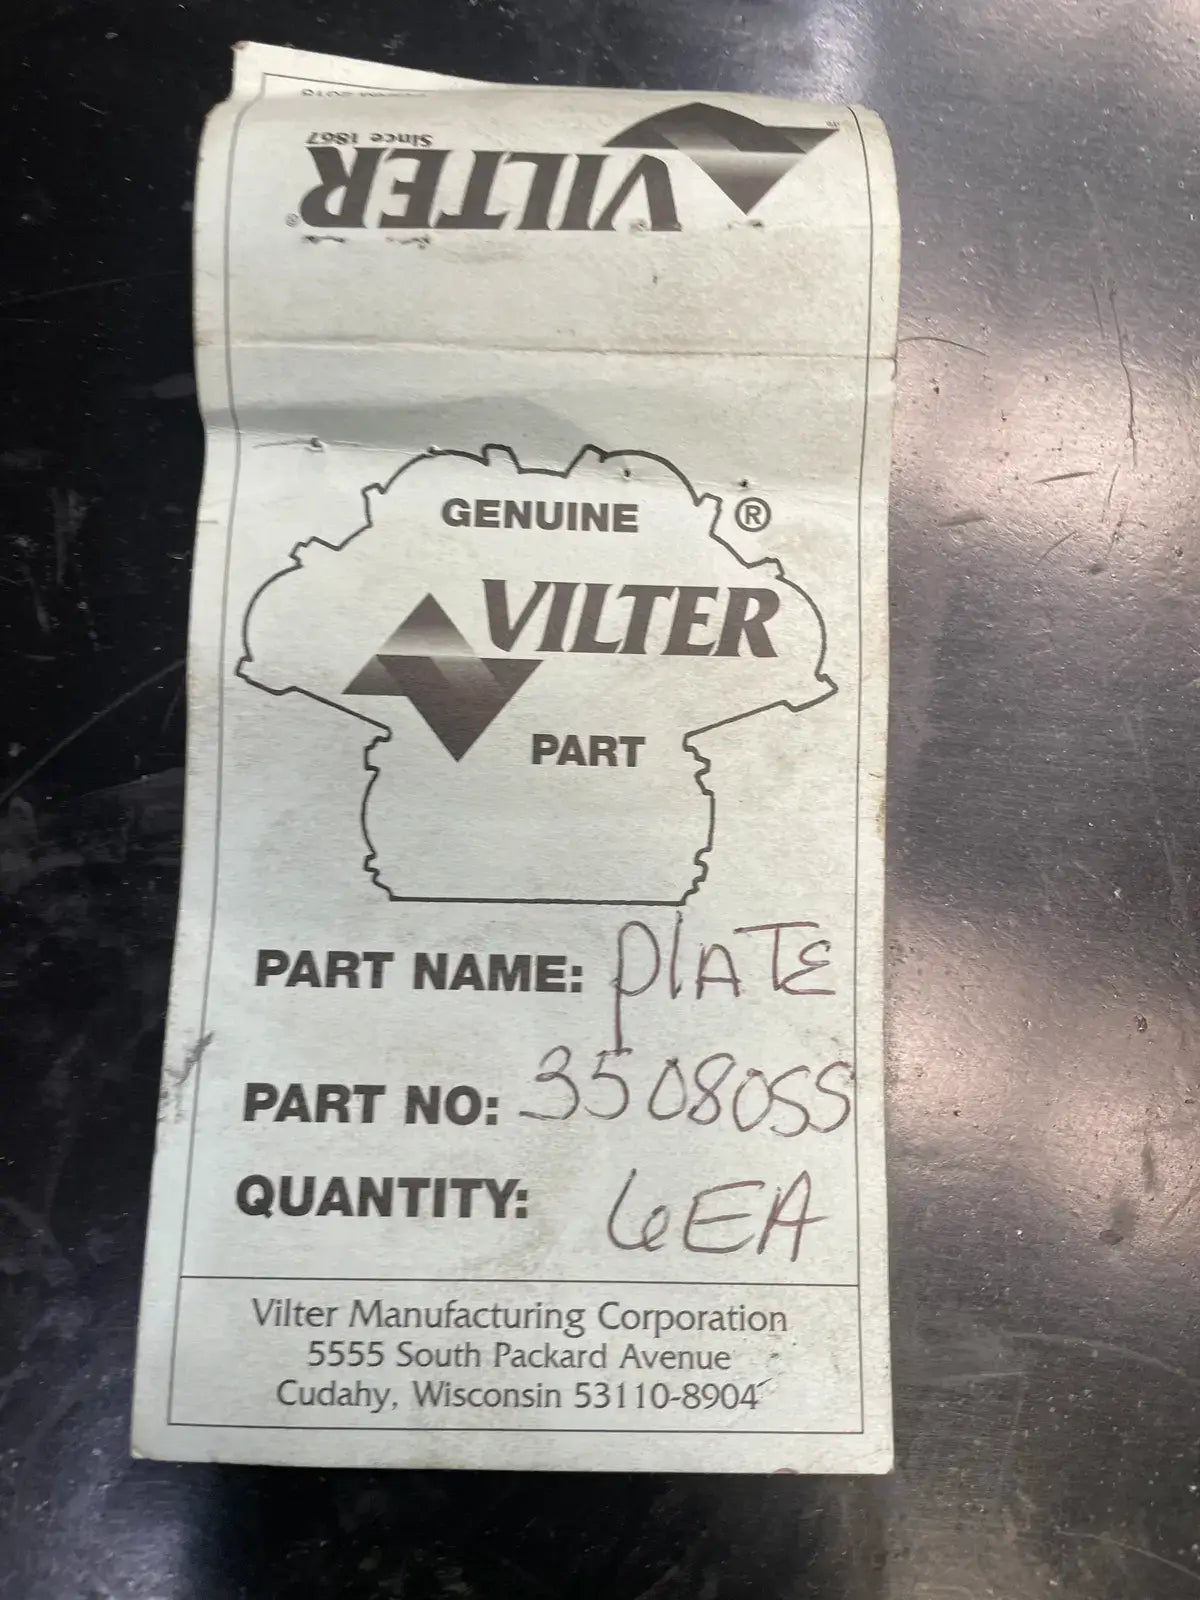 VILTER®
Since 1867
GENUINE ®
VILTER
PART
PART NAME: PLATE
PART NO: 35080SS
QUANTITY: 6EA
Vilter Manufacturing Corporation
5555 South Packard Avenue
Cudahy, Wisconsin 53110-8904